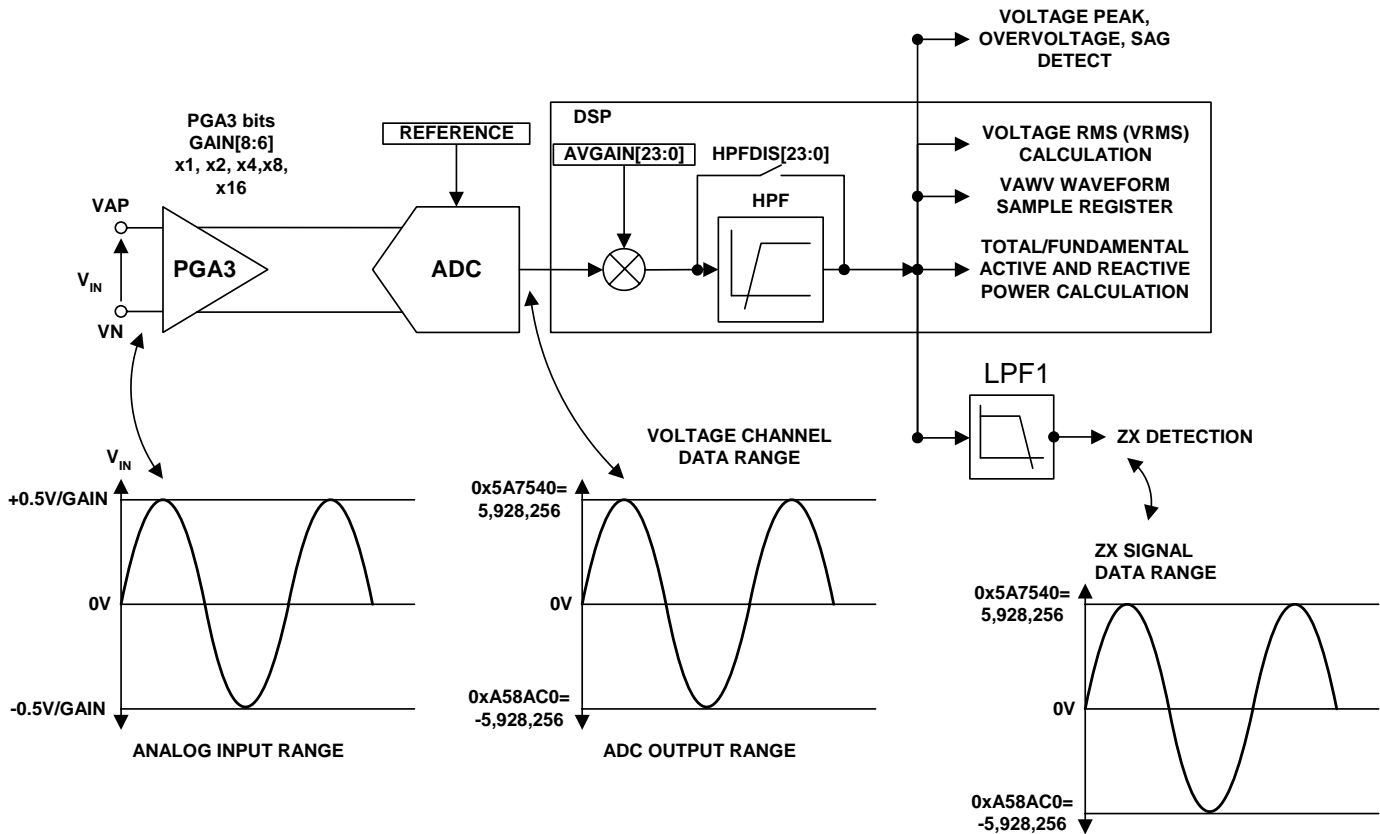 VOLTAGE PEAK,
OVERVOLTAGE, SAG
DETECT
PGA3 bits
GAIN[8:6]
x1, x2, x4,x8,
x16
REFERENCE
DSP
AVGAIN[23:0]
HPFDIS[23:0]
HPF
VOLTAGE RMS (VRMS)
CALCULATION
VAWV WAVEFORM
SAMPLE REGISTER
TOTAL/FUNDAMENTAL
ACTIVE AND REACTIVE
POWER CALCULATION
VAP
VIN
VN
PGA3
ADC
LPF1
ZX DETECTION
VIN
+0.5V/GAIN
0V
-0.5V/GAIN
ANALOG INPUT RANGE
VOLTAGE CHANNEL
DATA RANGE
0x5A7540=
5,928,256
0V
0xA58AC0=
-5,928,256
ADC OUTPUT RANGE
ZX SIGNAL
DATA RANGE
0x5A7540=
5,928,256
0V
0xA58AC0=
-5,928,256